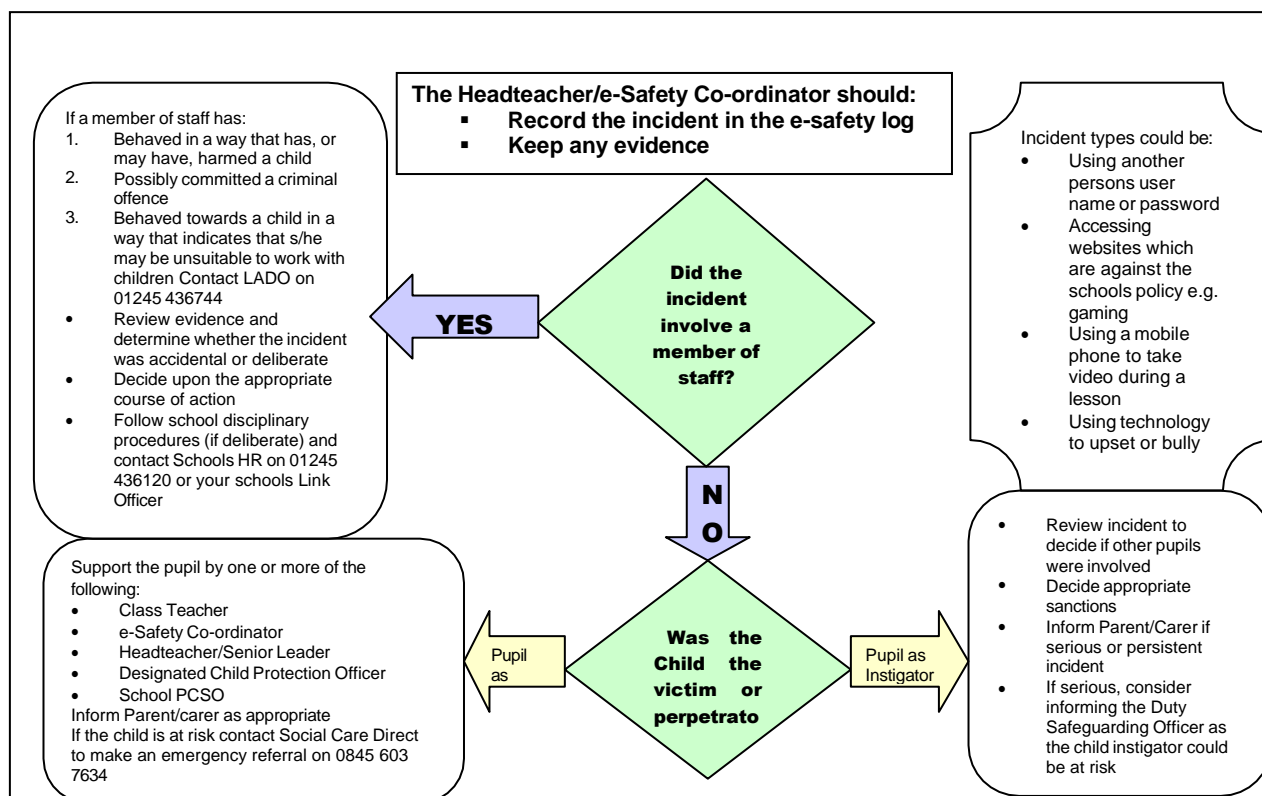 The Headteacher/e-Safety Co-ordinator should:
▪ Record the incident in the e-safety log
▪ Keep any evidence
If a member of staff has:
1. Behaved in a way that has, or
may have, harmed a child
2. Possibly committed a criminal
offence
3. Behaved towards a child in a
way that indicates that s/he
may be unsuitable to work with
children Contact LADO on
01245 436744
• Review evidence and
determine whether the incident
was accidental or deliberate
• Decide upon the appropriate
course of action
• Follow school disciplinary
procedures (if deliberate) and
contact Schools HR on 01245
436120 or your schools Link
Officer
YES
Did the
incident
involve a
member of
staff?
Incident types could be:
• Using another
persons user
name or password
• Accessing
websites which
are against the
schools policy e.g.
gaming
• Using a mobile
phone to take
video during a
lesson
• Using technology
to upset or bully
N
O
Support the pupil by one or more of the
following:
• Class Teacher
• e-Safety Co-ordinator
• Headteacher/Senior Leader
• Designated Child Protection Officer
• School PCSO
Inform Parent/carer as appropriate
If the child is at risk contact Social Care Direct
to make an emergency referral on 0845 603
7634
Pupil
as
Was the
Child the
victim or
perpetrato
Pupil as
Instigator
• Review incident to
decide if other pupils
were involved
• Decide appropriate
sanctions
• Inform Parent/Carer if
serious or persistent
incident
• If serious, consider
informing the Duty
Safeguarding Officer as
the child instigator could
be at risk